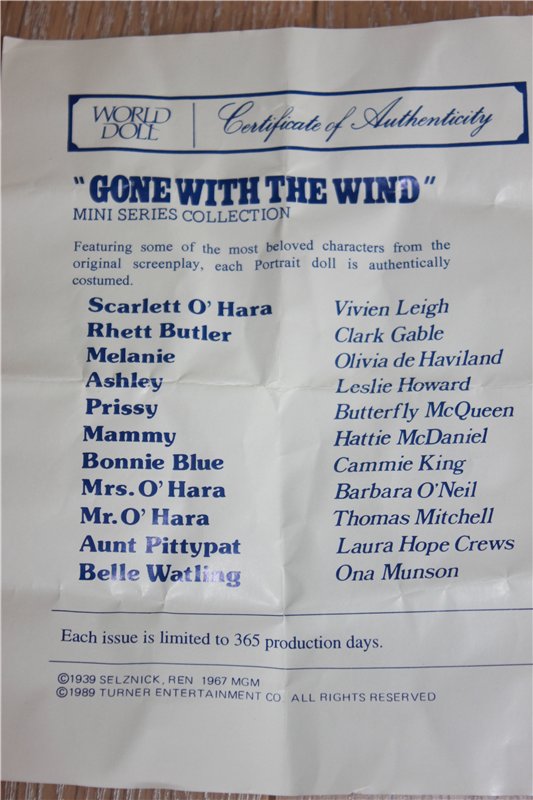 WORLD DOLL
Certificate of Authenticity
"GONE WITH THE WIND"
MINI SERIES COLLECTION
Featuring some of the most beloved characters from the
original screenplay, each Portrait doll is authentically
costumed.
Scarlett O' Hara Vivien Leigh
Rhett Butler Clark Gable
Melanie Olivia de Haviland
Ashley Leslie Howard
Prissy Butterfly McQueen
Mammy Hattie McDaniel
Bonnie Blue Cammie King
Mrs. O' Hara Barbara O'Neil
Mr. O' Hara Thomas Mitchell
Aunt Pittypat Laura Hope Crews
Belle Watling Ona Munson
Each issue is limited to 365 production days.
©1939 SELZNICK, REN 1967 MGM
©1989 TURNER ENTERTAINMENT CO ALL RIGHTS RESERVED